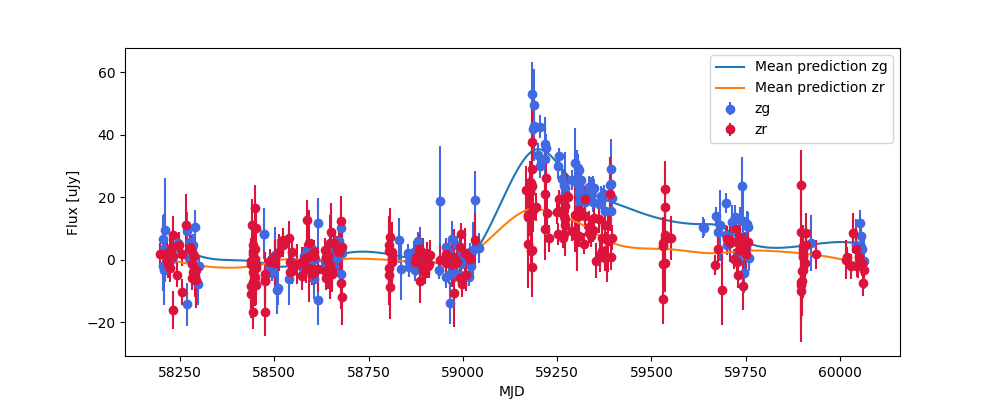 Flux [uJy]
60
40
20
0
−20
58250 58500 58750 59000 59250 59500 59750 60000
MJD
Mean prediction zg
Mean prediction zr
zg
zr